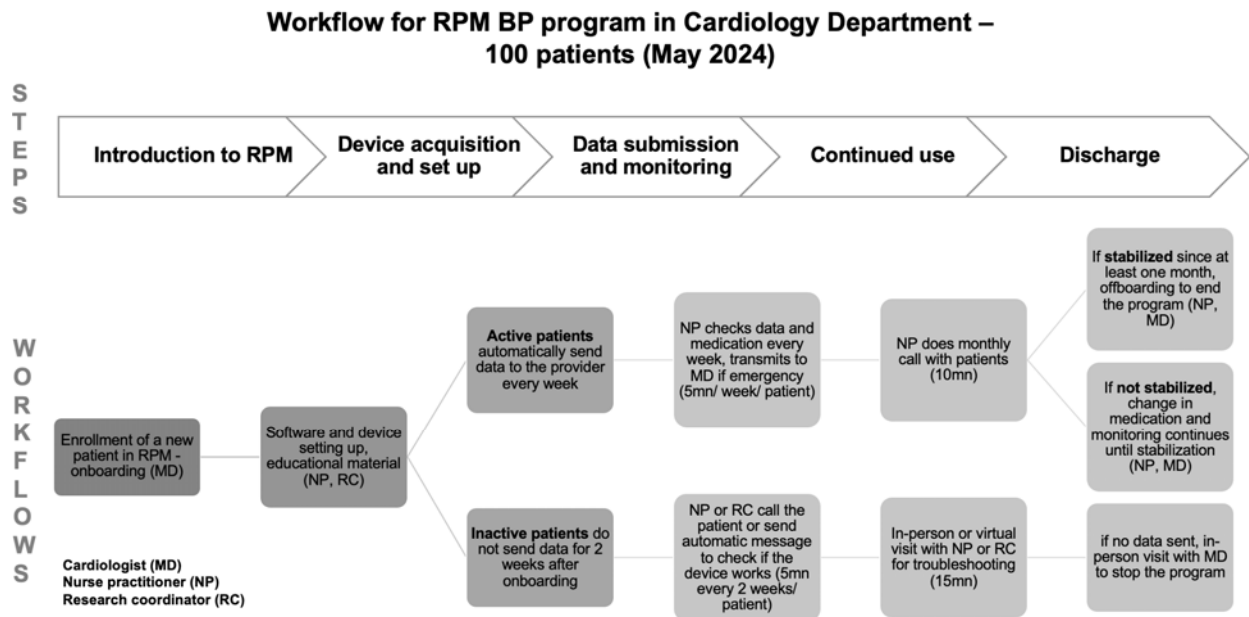 Workflow for RPM BP program in Cardiology Department –
100 patients (May 2024)
STEPS
Introduction to RPM
Device acquisition
and set up
Data submission
and monitoring
Continued use
Discharge
WORKFLOWS
Enrollment of a new
patient in RPM -
onboarding (MD)
Software and device
setting up,
educational material
(NP, RC)
Active patients
automatically send
data to the provider
every week
NP checks data and
medication every
week, transmits to
MD if emergency
(5mn/ week/ patient)
NP does monthly
call with patients
(10mn)
If stabilized since at
least one month,
offboarding to end
the program (NP,
MD)
If not stabilized,
change in
medication and
monitoring continues
until stabilization
(NP, MD)
Inactive patients do
not send data for 2
weeks after
onboarding
NP or RC call the
patient or send
automatic message
to check if the
device works (5mn
every 2 weeks/
patient)
In-person or virtual
visit with NP or RC
for troubleshooting
(15mn)
if no data sent, in-
person visit with MD
to stop the program
Cardiologist (MD)
Nurse practitioner (NP)
Research coordinator (RC)